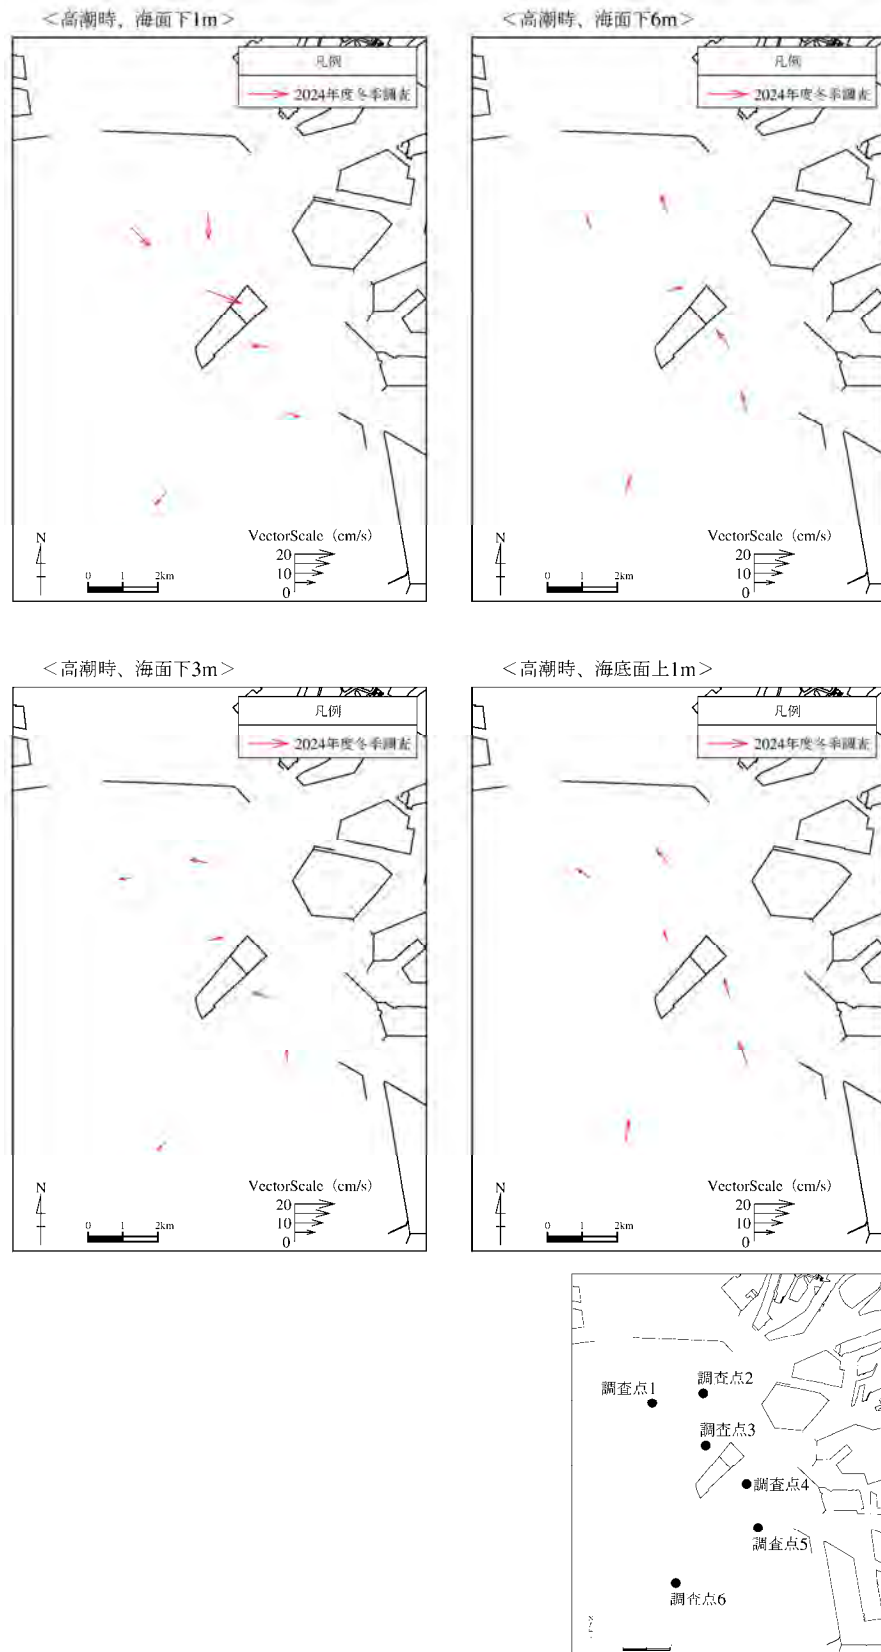 ＜高潮時、海面下1m＞
凡例
2024年度冬季調査
N
0 1 2km
VectorScale (cm/s)
20
10
0
＜高潮時、海面下6m＞
凡例
2024年度冬季調査
N
0 1 2km
VectorScale (cm/s)
20
10
0
＜高潮時、海面下3m＞
凡例
2024年度冬季調査
N
0 1 2km
VectorScale (cm/s)
20
10
0
＜高潮時、海底面上1m＞
凡例
2024年度冬季調査
N
0 1 2km
VectorScale (cm/s)
20
10
0
調査点1
調査点2
調査点3
調査点4
調査点5
調査点6